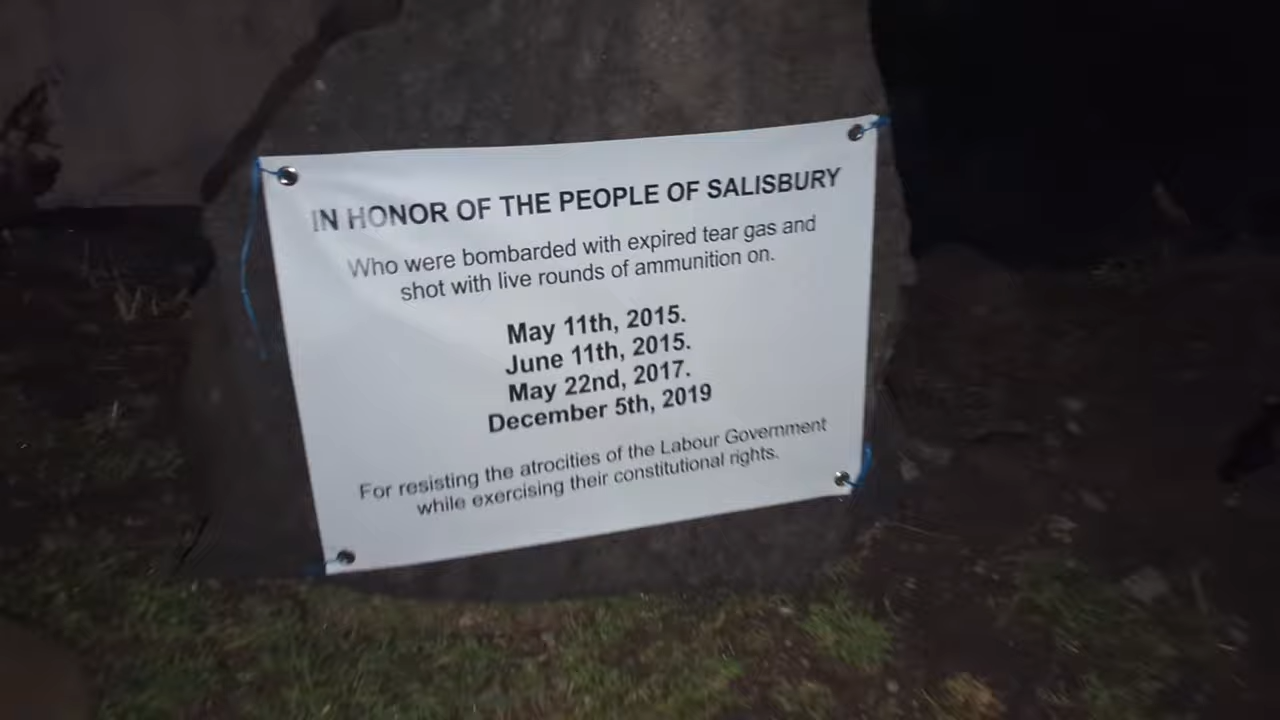 IN HONOR OF THE PEOPLE OF SALISBURY
Who were bombarded with expired tear gas and
shot with live rounds of ammunition on.
May 11th, 2015.
June 11th, 2015.
May 22nd, 2017.
December 5th, 2019
For resisting the atrocities of the Labour Government
while exercising their constitutional rights.